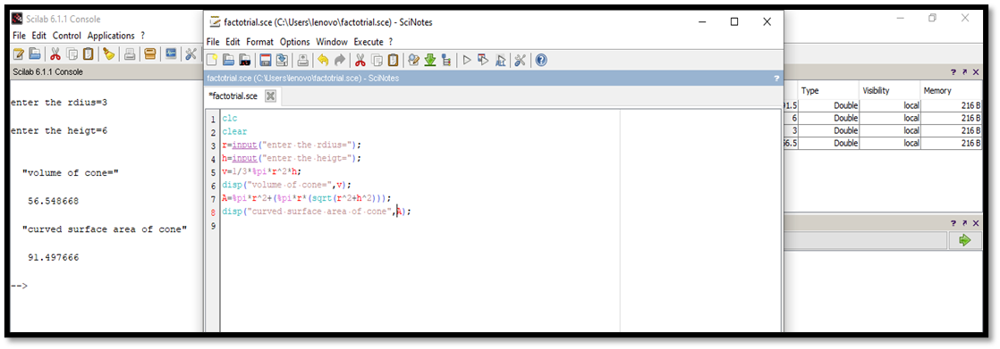 Scilab 6.1.1 Console
File Edit Control Applications ?
Scilab 6.1.1 Console
enter the rdius=3
enter the heigt=6
"volume of cone="
56.548668
"curved surface area of cone"
91.497666
-->
factotrial.sce (C:\Users\lenovo\factotrial.sce) - SciNotes
File Edit Format Options Window Execute ?
factotrial.sce (C:\Users\lenovo\factotrial.sce) - SciNotes ?
*factotrial.sce
1 clc
2 clear
3 r=input("enter the rdius=");
4 h=input("enter the heigt=");
5 v=1/3*%pi*r^2*h;
6 disp("volume of cone=",v);
7 A=%pi*r^2+(%pi*r*(sqrt(r^2+h^2)));
8 disp("curved surface area of cone",A);
9
?
Type Visibility Memory
91.5 Double local 216 B
6 Double local 216 B
3 Double local 216 B
56.5 Double local 216 B
?